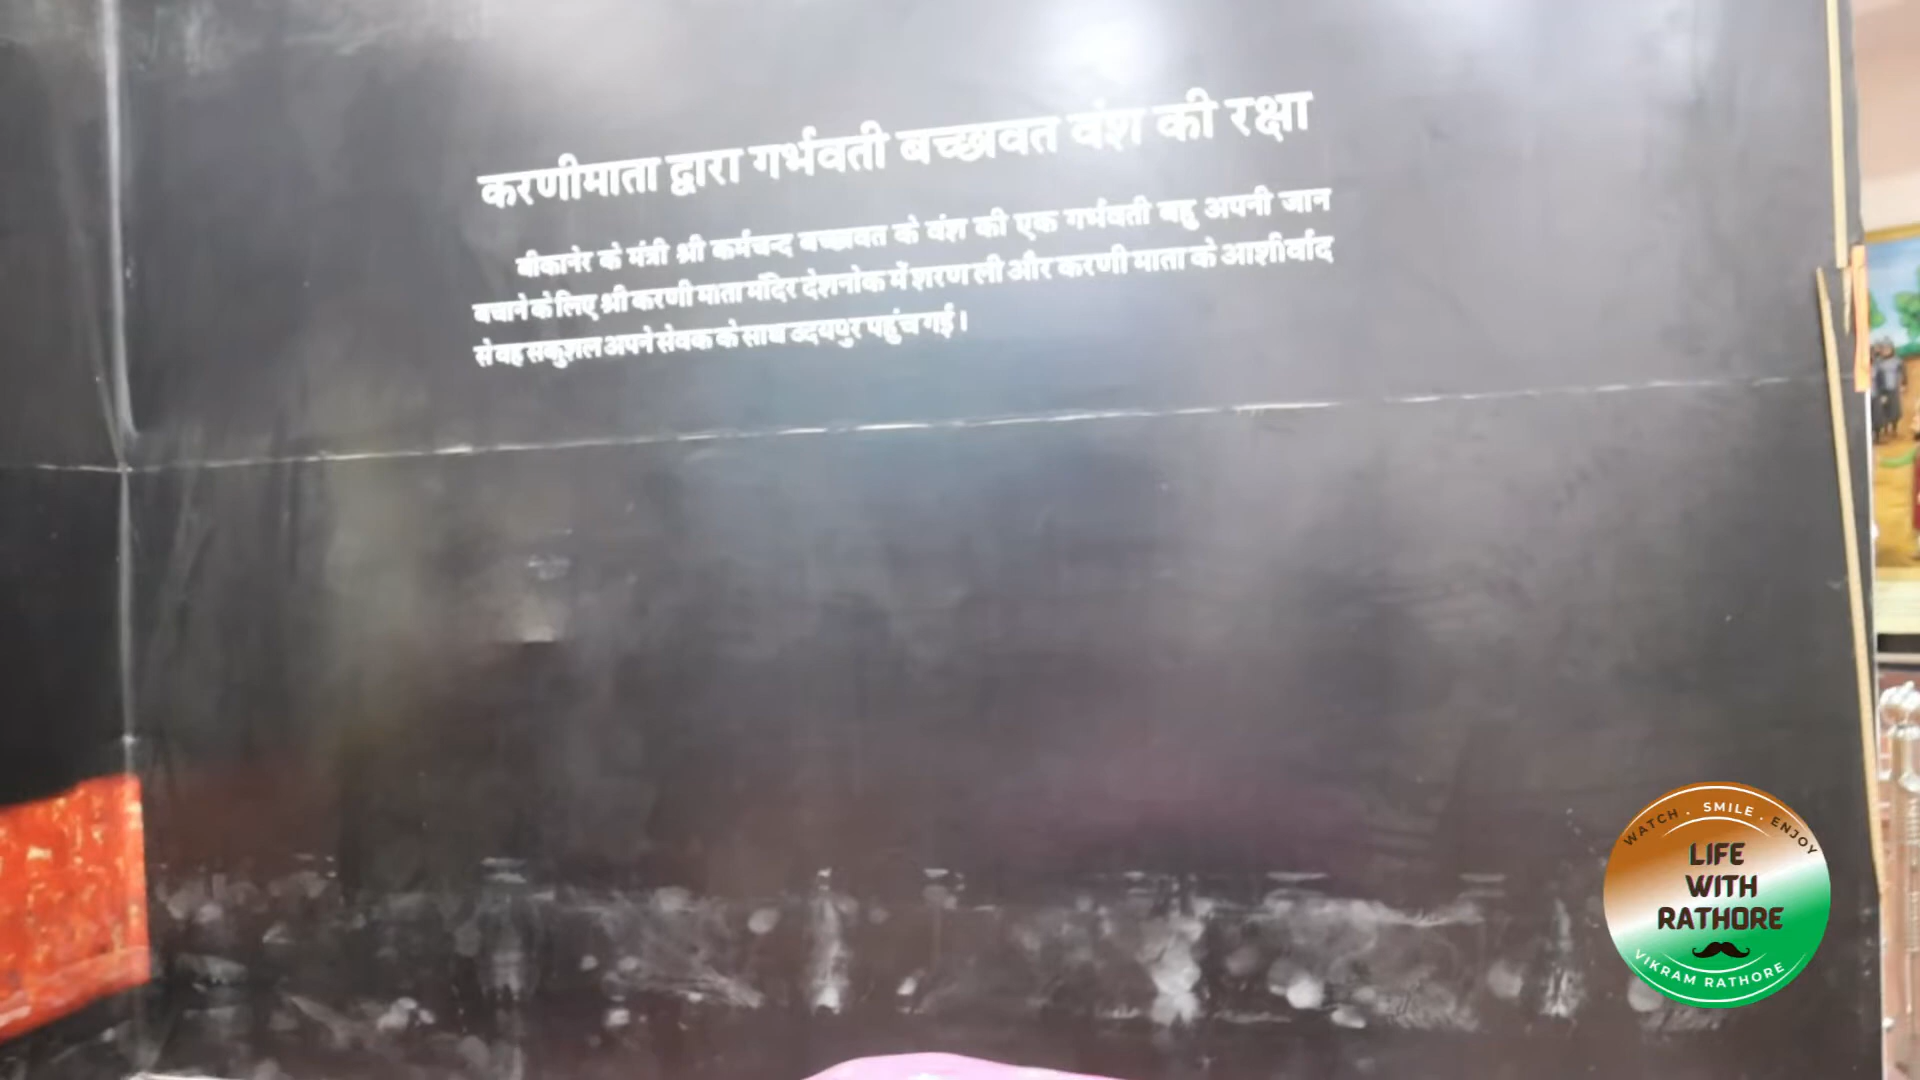 करणीमाता द्वारा गर्भवती बच्छावत वंश की रक्षा
बीकानेर के मंत्री श्री कर्मचन्द बच्छावत के वंश की एक गर्भवती बहु अपनी जान
बचाने के लिए श्री करणी माता मंदिर देशनोक में शरण ली और करणी माता के आशीर्वाद
से वह सकुशल अपने सेवक के साथ उदयपुर पहुंच गई।
WATCH . SMILE . ENJOY
LIFE
WITH
RATHORE
VIKRAM RATHORE